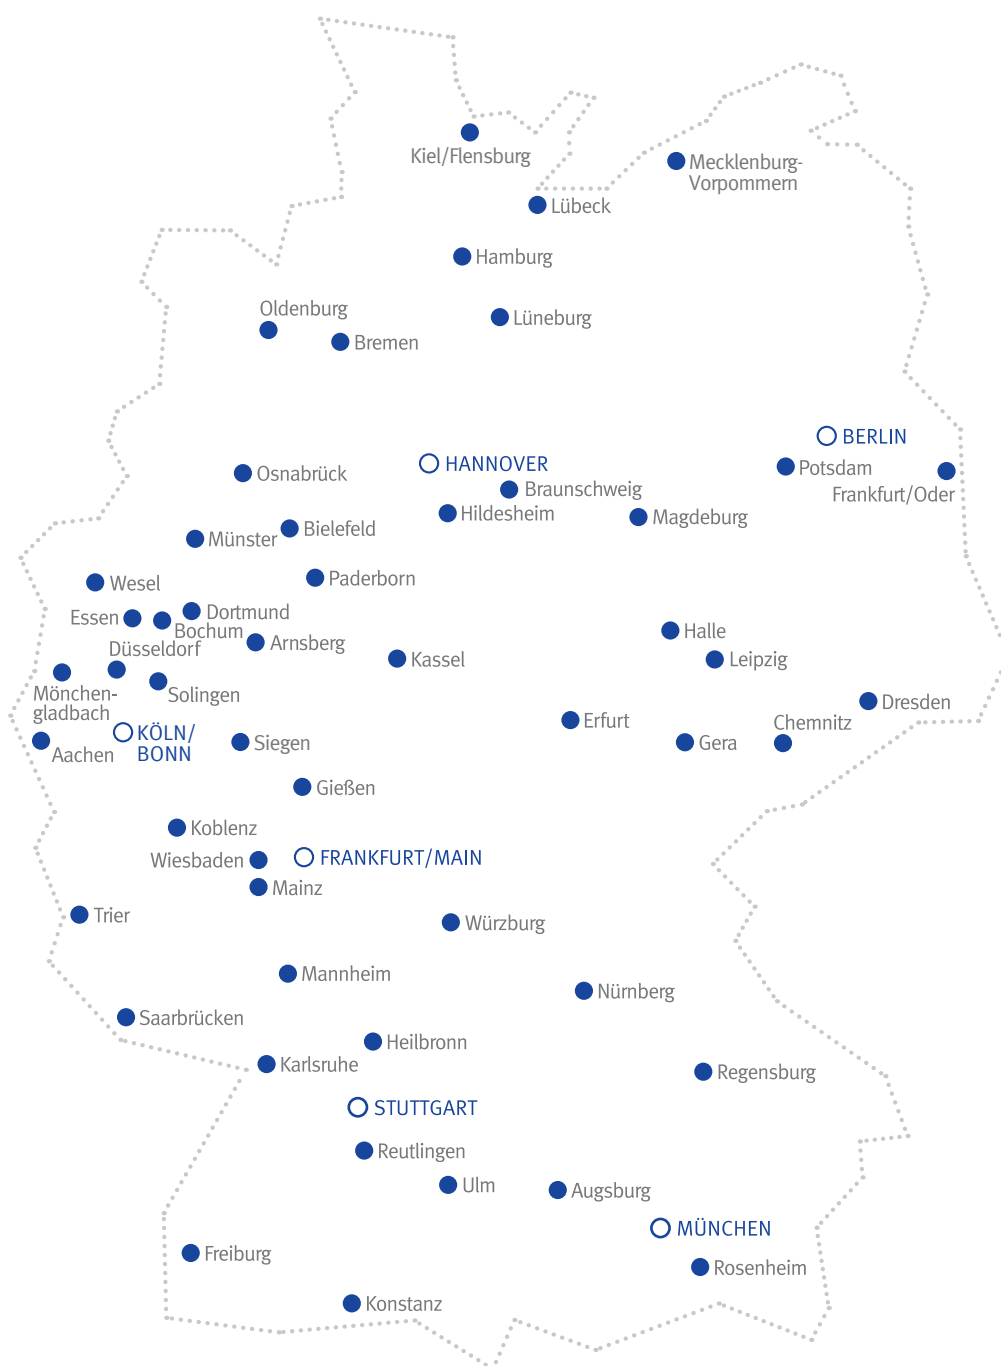 Kiel/Flensburg
Mecklenburg-
Vorpommern
Lübeck
Hamburg
Oldenburg
Lüneburg
Bremen
BERLIN
HANNOVER
Potsdam
Osnabrück
Braunschweig
Frankfurt/Oder
Hildesheim
Magdeburg
Bielefeld
Münster
Paderborn
Wesel
Dortmund
Essen
Bochum
Halle
Arnsberg
Düsseldorf
Kassel
Leipzig
Mönchen-
gladbach
Solingen
Dresden
Erfurt
Chemnitz
KÖLN/
BONN
Siegen
Gera
Aachen
Gießen
Koblenz
FRANKFURT/MAIN
Wiesbaden
Mainz
Trier
Würzburg
Mannheim
Nürnberg
Saarbrücken
Heilbronn
Karlsruhe
Regensburg
STUTTGART
Reutlingen
Ulm
Augsburg
MÜNCHEN
Freiburg
Rosenheim
Konstanz